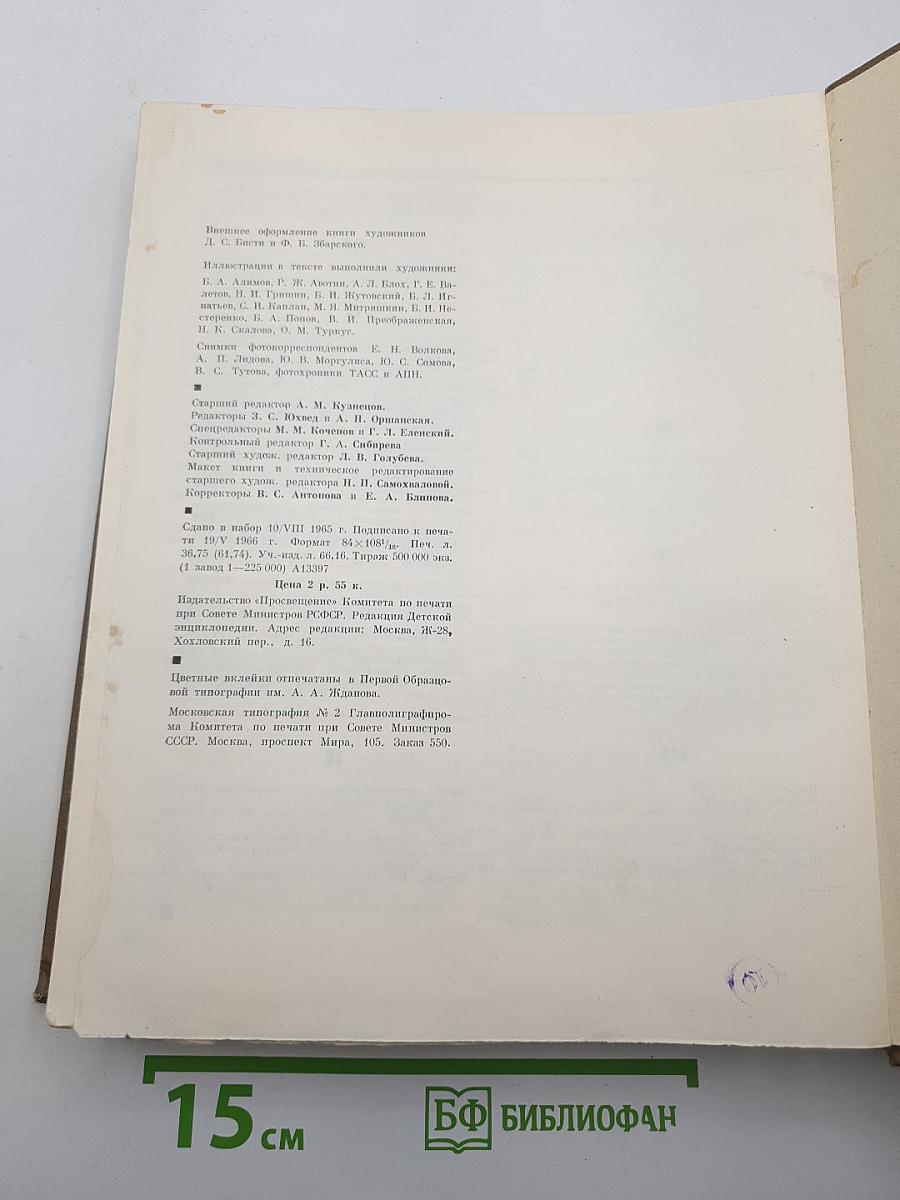 Внешнее оформление книги художников
Д. С. Бисти и Ф. Б. Збарского.
Иллюстрации в тексте выполнили художники:
Б. А. Алимов, Р. Ж. Авотин, А. Л. Блох, Г. Е. Ва-
летов, Н. И. Гришин, Б. И. Жутовский, Б. Л. Иг-
натьев, С. И. Каплан, М. Я. Митряшкин, Б. И. Не-
стеренко, Б. А. Попов, В. И. Преображенская,
Н. К. Скалова, О. М. Туркус.
Снимки фотокорреспондентов Е. Н. Волкова,
А. П. Лидова, Ю. В. Моргулиса, Ю. С. Сомова,
В. С. Тутова, фотохроники ТАСС и АПН.
Старший редактор А. М. Кузнецов.
Редакторы З. С. Юхвед и А. Н. Оршанская.
Спецредакторы М. М. Коченов и Г. Л. Еленский.
Контрольный редактор Г. А. Сибирева
Старший худож. редактор Л. В. Голубева.
Макет книги и техническое редактирование
старшего худож. редактора Н. П. Самохваловой.
Корректоры В. С. Антонова и Е. А. Блинова.
Сдано в набор 10/VIII 1965 г. Подписано к печа-
ти 19/V 1966 г. Формат 84×108¹/₁₆. Печ. л.
36,75 (61,74). Уч.-изд. л. 66,16. Тираж 500 000 экз.
(1 завод 1—225 000) А13397
Цена 2 р. 55 к.
Издательство «Просвещение» Комитета по печати
при Совете Министров РСФСР. Редакция Детской
энциклопедии. Адрес редакции: Москва, Ж-28,
Хохловский пер., д. 16.
Цветные вклейки отпечатаны в Первой Образцо-
вой типографии им. А. А. Жданова.
Московская типография № 2 Главполиграфпро-
ма Комитета по печати при Совете Министров
СССР. Москва, проспект Мира, 105. Заказ 550.
15 см
БФ БИБЛИОФАН